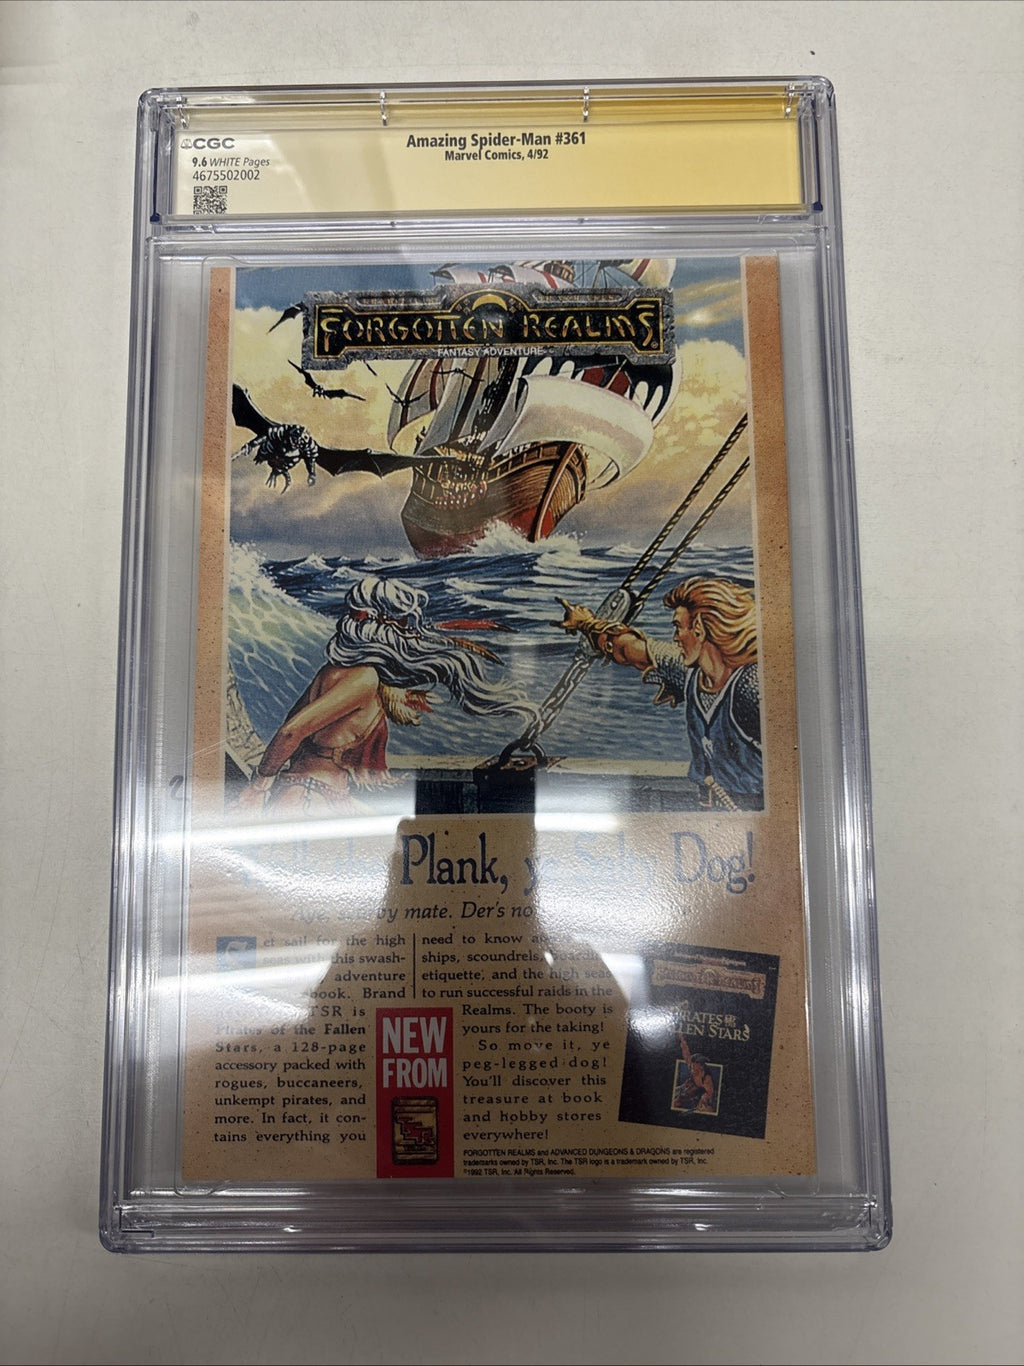 CGC
9.6 WHITE Pages
4675502002
Amazing Spider-Man #361
Marvel Comics, 4/92
FORGOTTEN REALMS
FANTASY ADVENTURE
Plank, ye Salty Dog!
by mate. Der's no
et sail for the high
seas with this swash-
adventure
book. Brand
TSR is
Pirates of the Fallen
Stars, a 128-page
accessory packed with
rogues, buccaneers,
unkempt pirates, and
more. In fact, it con-
tains everything you
need to know
ships, scoundrels, boarding
etiquette, and the high seas
to run successful raids in the
Realms. The booty is
yours for the taking!
So move it, ye
peg-legged dog!
You'll discover this
treasure at book
and hobby stores
everywhere!
NEW
FROM
TSR
FORGOTTEN REALMS
PIRATES OF THE
FALLEN STARS
FORGOTTEN REALMS and ADVANCED DUNGEONS & DRAGONS are registered
trademarks owned by TSR, Inc. The TSR logo is a trademark owned by TSR, Inc.
©1992 TSR, Inc. All Rights Reserved.